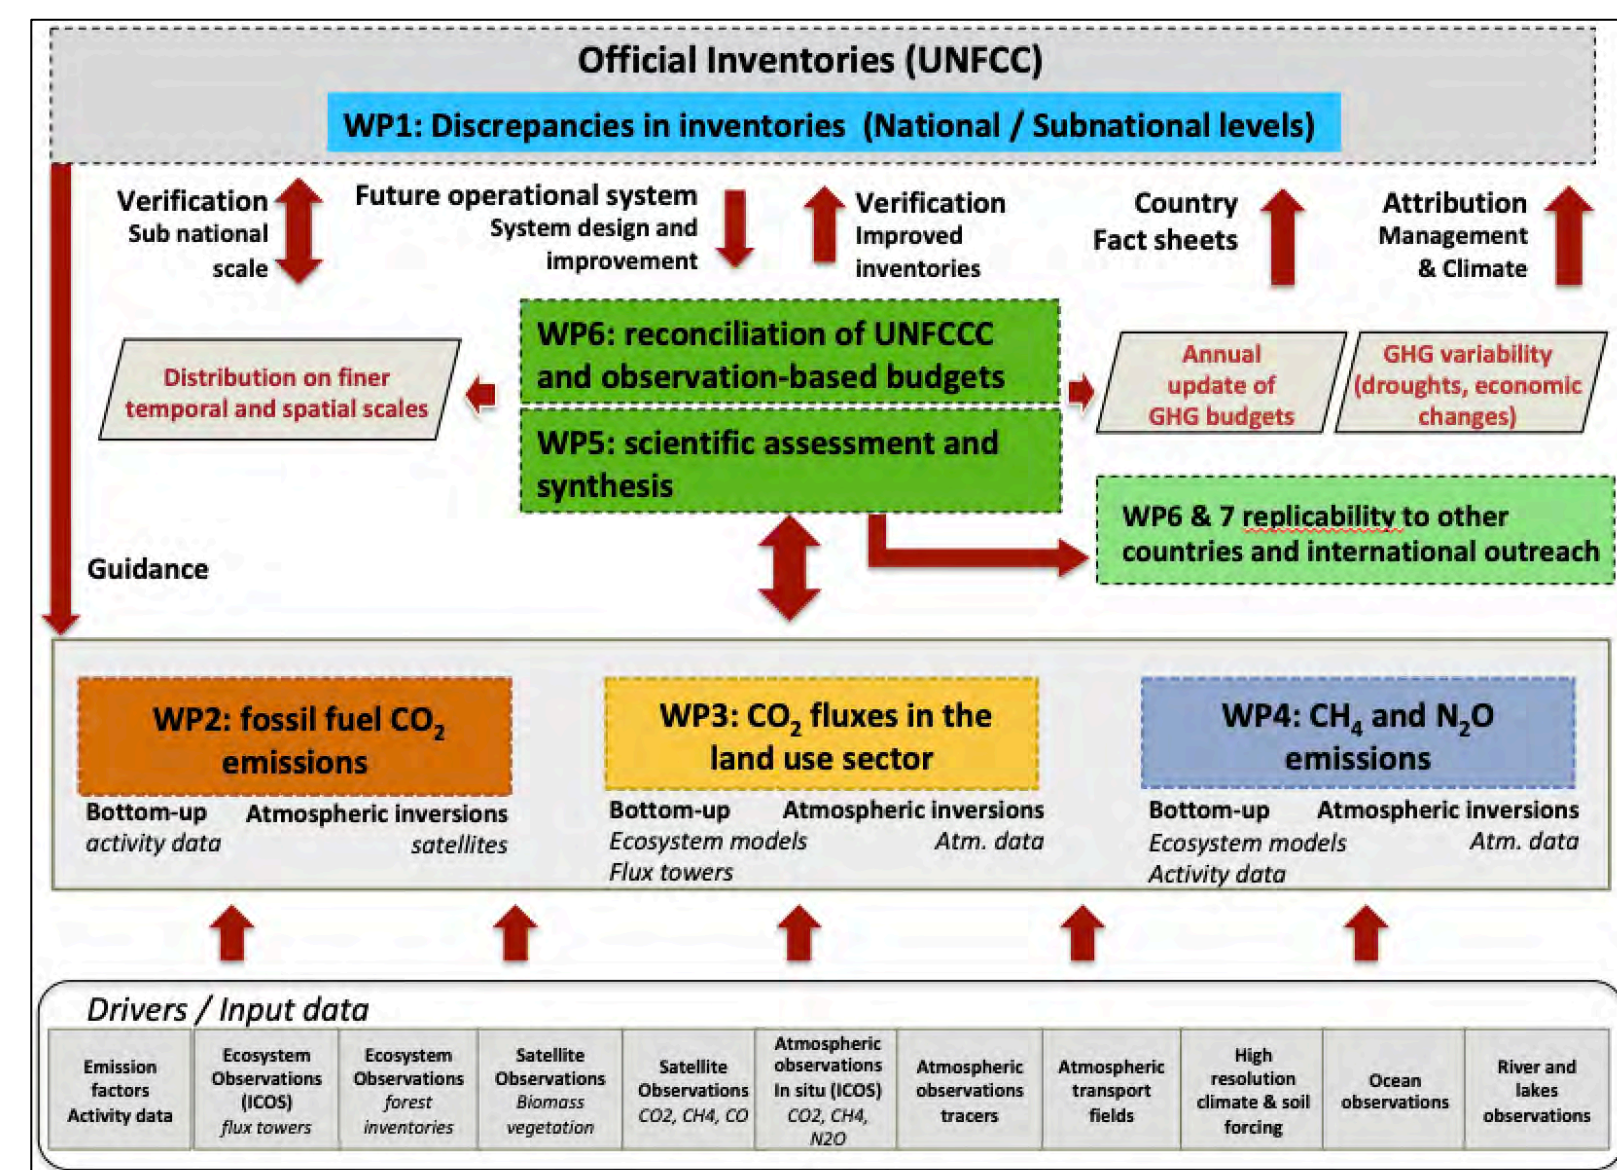 Official Inventories (UNFCC)
WP1: Discrepancies in inventories (National / Subnational levels)
Verification
Sub national
scale
Future operational system
System design and
improvement
Verification
Improved
inventories
Country
Fact sheets
Attribution
Management
& Climate
WP6: reconciliation of UNFCCC
and observation-based budgets
Distribution on finer
temporal and spatial scales
Annual
update of
GHG budgets
GHG variability
(droughts, economic
changes)
WP5: scientific assessment and
synthesis
WP6 & 7 replicability to other
countries and international outreach
Guidance
WP2: fossil fuel CO2
emissions
Bottom-up
activity data
Atmospheric inversions
satellites
WP3: CO2 fluxes in the
land use sector
Bottom-up
Ecosystem models
Flux towers
Atmospheric inversions
Atm. data
WP4: CH4 and N2O
emissions
Bottom-up
Ecosystem models
Activity data
Atmospheric inversions
Atm. data
Drivers / Input data
Emission
factors
Activity data
Ecosystem
Observations
(ICOS)
flux towers
Ecosystem
Observations
forest
inventories
Satellite
Observations
Biomass
vegetation
Satellite
Observations
CO2, CH4, CO
Atmospheric
observations
In situ (ICOS)
CO2, CH4,
N2O
Atmospheric
observations
tracers
Atmospheric
transport
fields
High
resolution
climate & soil
forcing
Ocean
observations
River and
lakes
observations